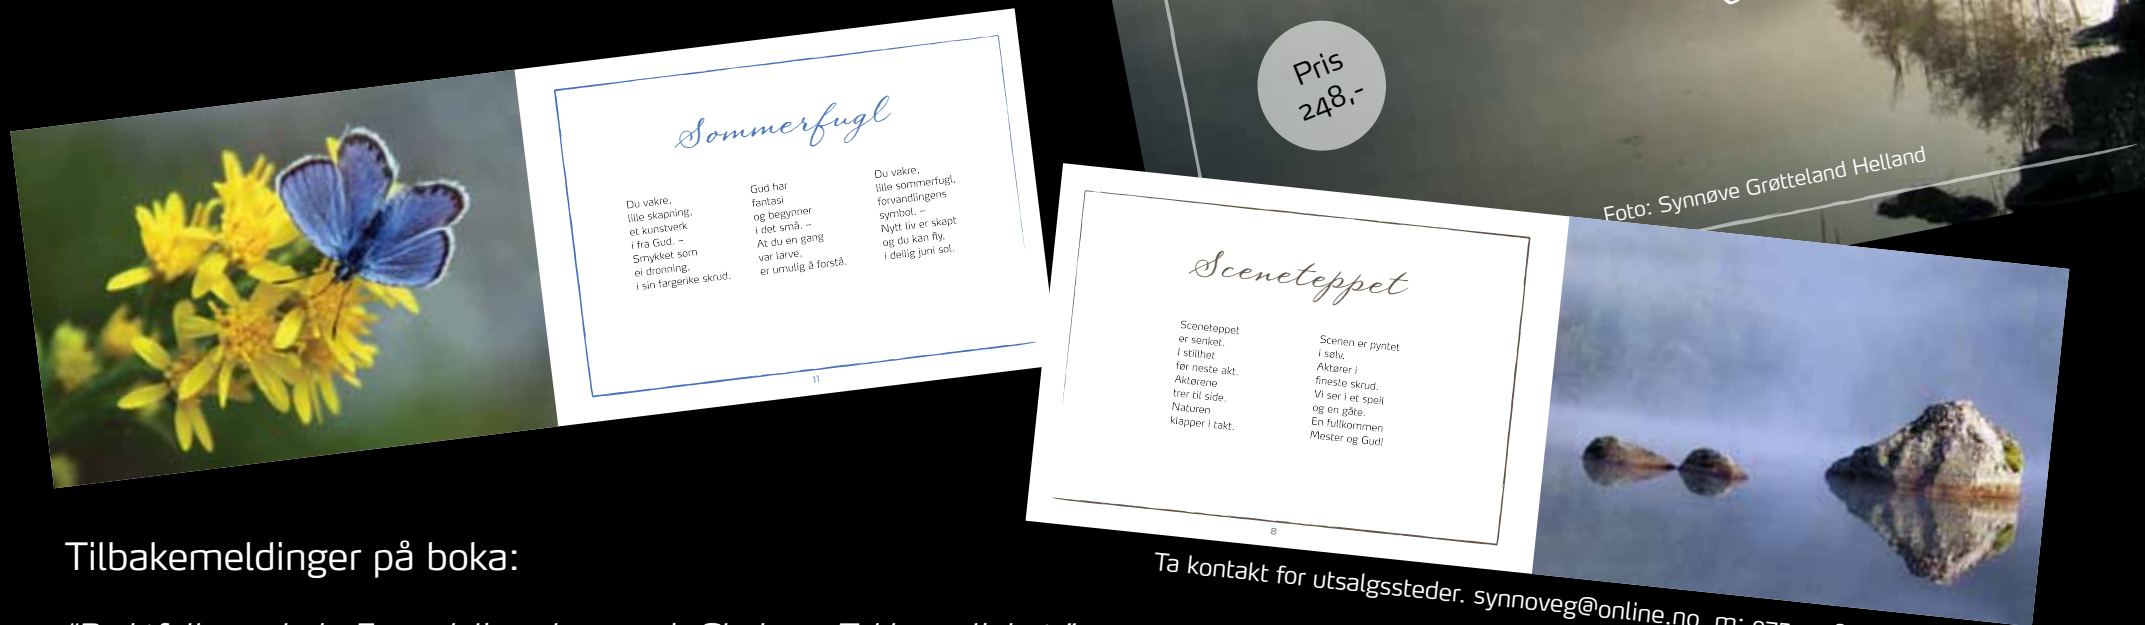 Sommerfugl
Du vakre,
lille skapning,
et kunstverk
i fra Gud. –
Smykket som
ei dronning,
i sin fargerike skrud.
Gud har
fantasi
og begynner
i det små. –
At du en gang
var larve,
er umulig å forstå.
Du vakre,
lille sommerfugl,
forvandlingens
symbol. –
Nytt liv er skapt
og du kan fly,
i deilig juni sol.
11
Pris
248,-
Foto: Synnøve Grøtteland Helland
Sceneteppet
Sceneteppet
er senket.
I stillhet
før neste akt.
Aktørene
trer til side.
Naturen
klapper i takt.
Scenen er pyntet
i sølv.
Aktører i
fineste skrud.
Vi ser i et speil
og en gåte.
En fullkommen
Mester og Gud!
8
Tilbakemeldinger på boka:
Ta kontakt for utsalgssteder. synnoveg@online.no, m: